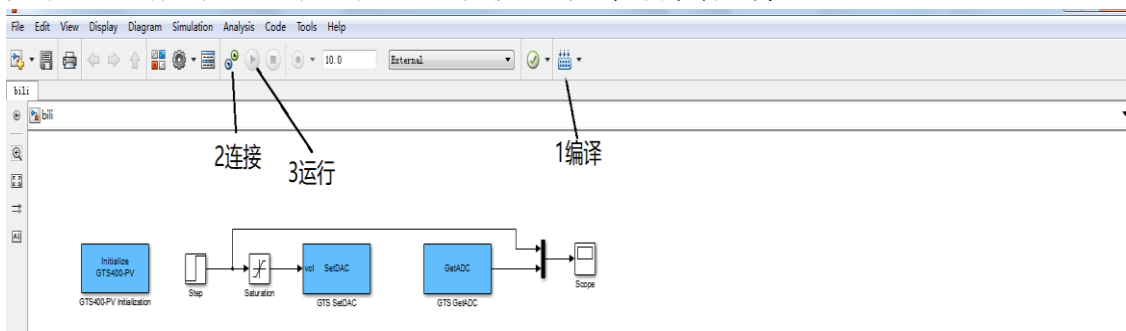 File Edit View Display Diagram Simulation Analysis Code Tools Help
10.0 External
bili
bili
2连接
3运行
1编译
Initialize
GTS400-PV
GTS400-PV Initialization
Step
Saturation
vol SetDAC
GTS SetDAC
GetADC
GTS GetADC
Scope